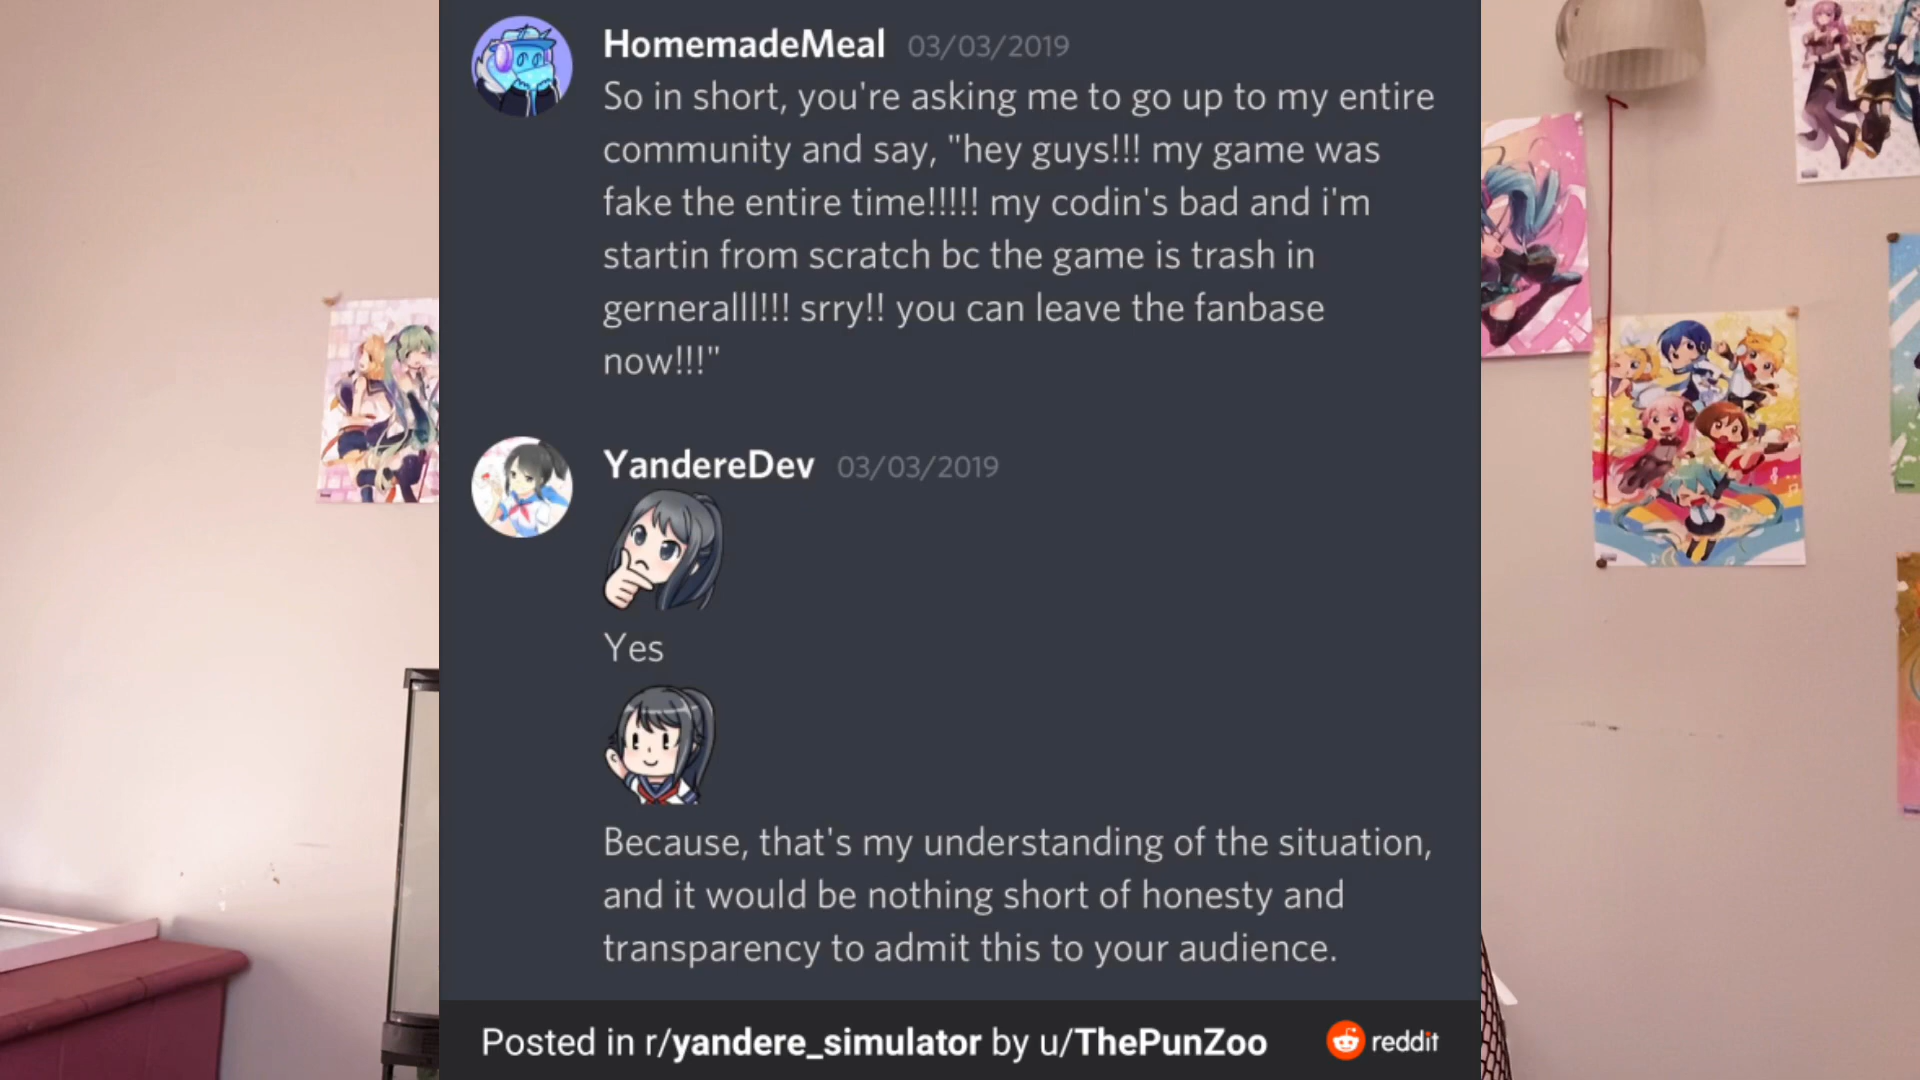 HomemadeMeal 03/03/2019
So in short, you're asking me to go up to my entire
community and say, "hey guys!!! my game was
fake the entire time!!!!! my codin's bad and i'm
startin from scratch bc the game is trash in
gerneralll!!! srry!! you can leave the fanbase
now!!!"
YandereDev 03/03/2019
Yes
Because, that's my understanding of the situation,
and it would be nothing short of honesty and
transparency to admit this to your audience.
Posted in r/yandere_simulator by u/ThePunZoo reddit